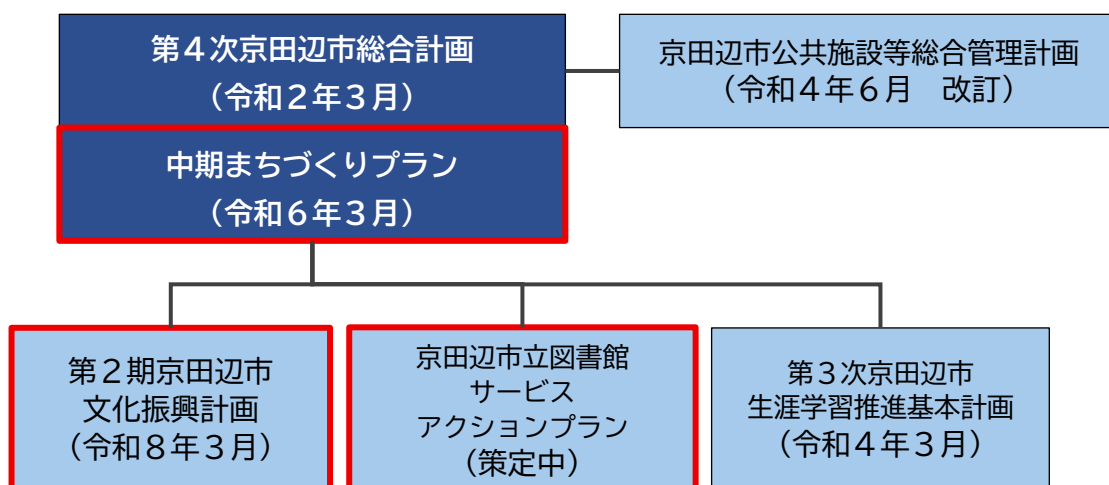 第４次京田辺市総合計画
（令和２年３月）
京田辺市公共施設等総合管理計画
（令和４年６月　改訂）
中期まちづくりプラン
（令和６年３月）
第２期京田辺市
文化振興計画
（令和８年３月）
京田辺市立図書館
サービス
アクションプラン
（策定中）
第３次京田辺市
生涯学習推進基本計画
（令和４年３月）